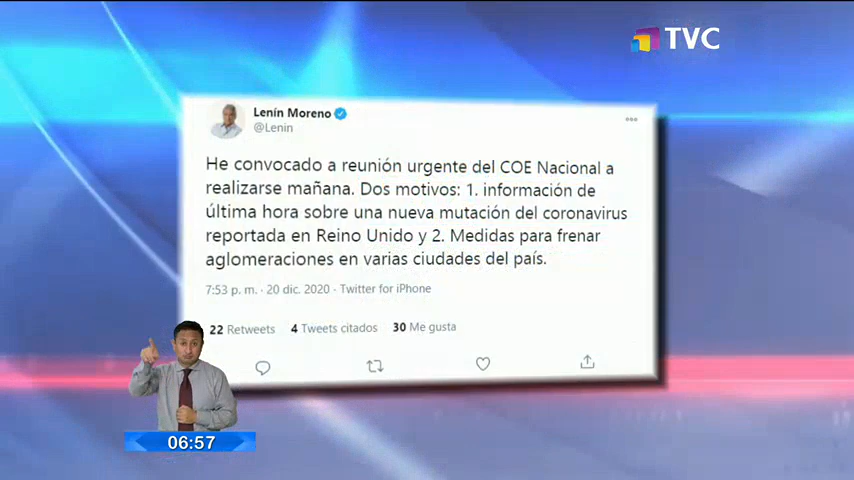 TVC
Lenín Moreno
@Lenin
He convocado a reunión urgente del COE Nacional a
realizarse mañana. Dos motivos: 1. información de
última hora sobre una nueva mutación del coronavirus
reportada en Reino Unido y 2. Medidas para frenar
aglomeraciones en varias ciudades del país.
7:53 p. m. · 20 dic. 2020 · Twitter for iPhone
22 Retweets 4 Tweets citados 30 Me gusta
06:57